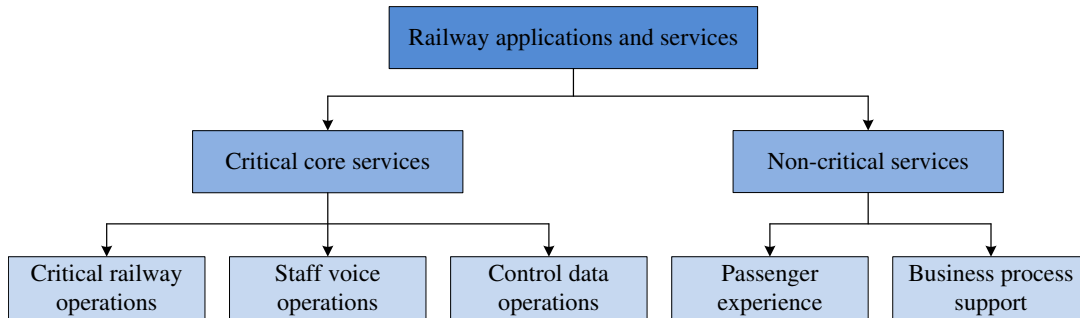 Railway applications and services
Critical core services
Non-critical services
Critical railway
operations
Staff voice
operations
Control data
operations
Passenger
experience
Business process
support